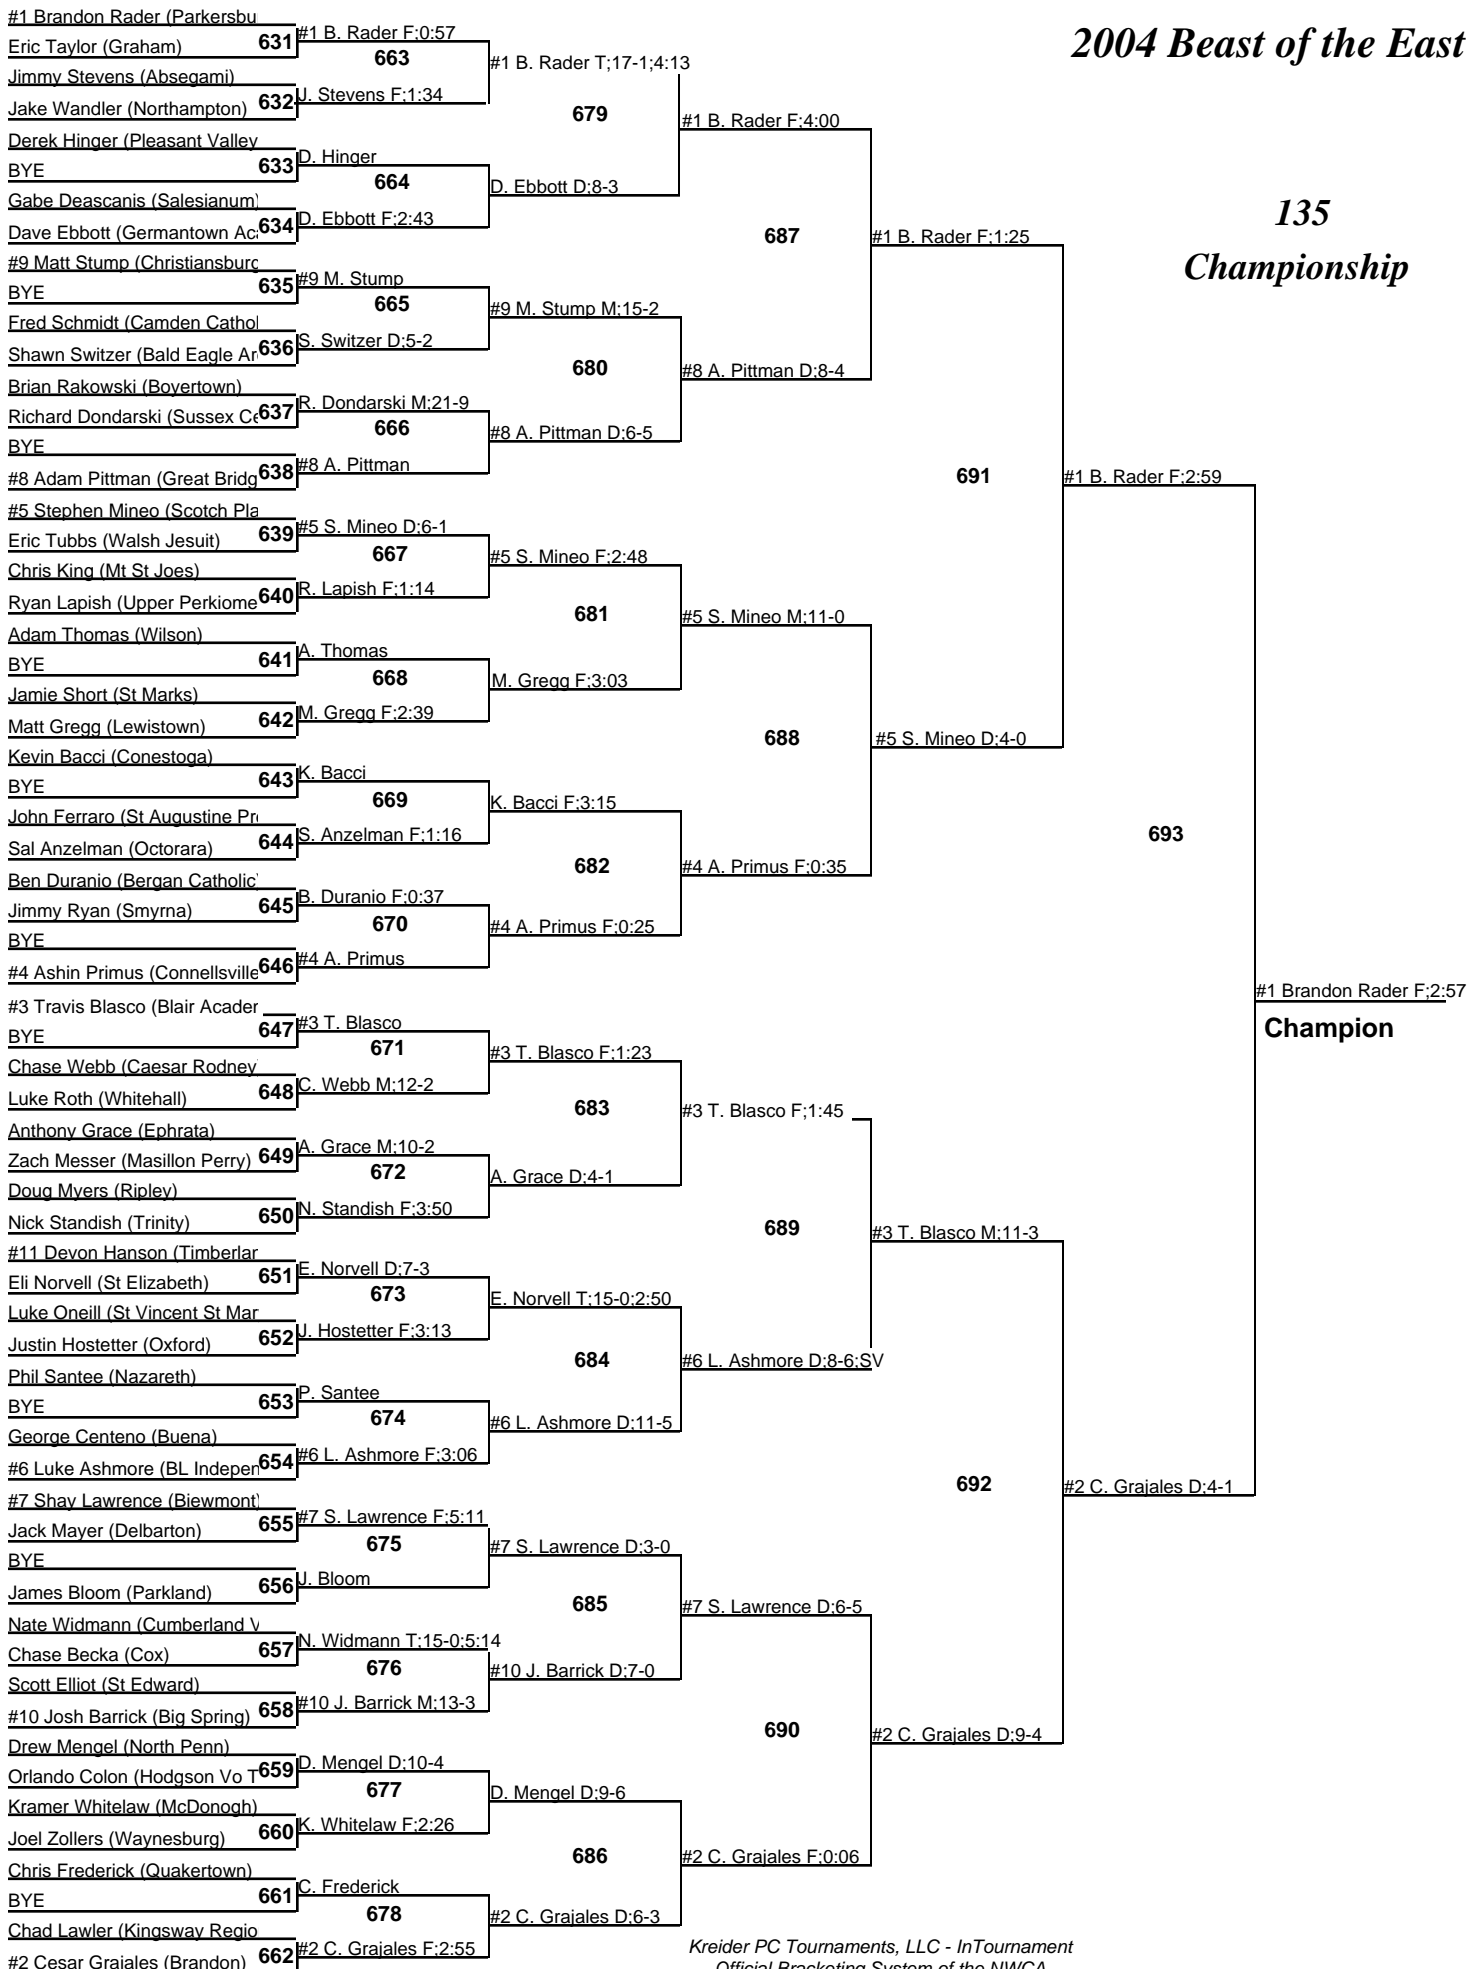 2004 Beast of the East
135
Championship
#1 Brandon Rader (Parkersbu
Eric Taylor (Graham)
631
Jimmy Stevens (Absegami)
Jake Wandler (Northampton)
632
Derek Hinger (Pleasant Valley
BYE
633
Gabe Deascanis (Salesianum)
Dave Ebbott (Germantown Aca
634
#9 Matt Stump (Christiansburg
BYE
635
Fred Schmidt (Camden Cathol
Shawn Switzer (Bald Eagle Are
636
Brian Rakowski (Boyertown)
Richard Dondarski (Sussex Ce
637
BYE
#8 Adam Pittman (Great Bridg
638
#5 Stephen Mineo (Scotch Pla
Eric Tubbs (Walsh Jesuit)
639
Chris King (Mt St Joes)
Ryan Lapish (Upper Perkiome
640
Adam Thomas (Wilson)
BYE
641
Jamie Short (St Marks)
Matt Gregg (Lewistown)
642
Kevin Bacci (Conestoga)
BYE
643
John Ferraro (St Augustine Pre
Sal Anzelman (Octorara)
644
Ben Duranio (Bergan Catholic)
Jimmy Ryan (Smyrna)
645
BYE
#4 Ashin Primus (Connellsville
646
#3 Travis Blasco (Blair Academ
BYE
647
Chase Webb (Caesar Rodney)
Luke Roth (Whitehall)
648
Anthony Grace (Ephrata)
Zach Messer (Masillon Perry)
649
Doug Myers (Ripley)
Nick Standish (Trinity)
650
#11 Devon Hanson (Timberlan
Eli Norvell (St Elizabeth)
651
Luke Oneill (St Vincent St Mar
Justin Hostetter (Oxford)
652
Phil Santee (Nazareth)
BYE
653
George Centeno (Buena)
#6 Luke Ashmore (BL Indepen
654
#7 Shay Lawrence (Biewmont)
Jack Mayer (Delbarton)
655
BYE
James Bloom (Parkland)
656
Nate Widmann (Cumberland V
Chase Becka (Cox)
657
Scott Elliot (St Edward)
#10 Josh Barrick (Big Spring)
658
Drew Mengel (North Penn)
Orlando Colon (Hodgson Vo T
659
Kramer Whitelaw (McDonogh)
Joel Zollers (Waynesburg)
660
Chris Frederick (Quakertown)
BYE
661
Chad Lawler (Kingsway Regio
#2 Cesar Grajales (Brandon)
662
#1 B. Rader F;0:57
663
J. Stevens F;1:34
D. Hinger
664
D. Ebbott F;2:43
#9 M. Stump
665
S. Switzer D;5-2
R. Dondarski M;21-9
666
#8 A. Pittman
#5 S. Mineo D;6-1
667
R. Lapish F;1:14
A. Thomas
668
M. Gregg F;2:39
K. Bacci
669
S. Anzelman F;1:16
B. Duranio F;0:37
670
#4 A. Primus
#3 T. Blasco
671
C. Webb M;12-2
A. Grace M;10-2
672
N. Standish F;3:50
E. Norvell D;7-3
673
J. Hostetter F;3:13
P. Santee
674
#6 L. Ashmore F;3:06
#7 S. Lawrence F;5:11
675
J. Bloom
N. Widmann T;15-0;5:14
676
#10 J. Barrick M;13-3
D. Mengel D;10-4
677
K. Whitelaw F;2:26
C. Frederick
678
#2 C. Grajales F;2:55
#1 B. Rader T;17-1;4:13
679
D. Ebbott D;8-3
#9 M. Stump M;15-2
680
#8 A. Pittman D;6-5
#5 S. Mineo F;2:48
681
M. Gregg F;3:03
K. Bacci F;3:15
682
#4 A. Primus F;0:25
#3 T. Blasco F;1:23
683
A. Grace D;4-1
E. Norvell T;15-0;2:50
684
#6 L. Ashmore D;11-5
#7 S. Lawrence D;3-0
685
#10 J. Barrick D;7-0
D. Mengel D;9-6
686
#2 C. Grajales D;6-3
#1 B. Rader F;4:00
687
#8 A. Pittman D;8-4
#5 S. Mineo M;11-0
688
#4 A. Primus F;0:35
#3 T. Blasco F;1:45
689
#6 L. Ashmore D;8-6;SV
#7 S. Lawrence D;6-5
690
#2 C. Grajales F;0:06
#1 B. Rader F;1:25
691
#5 S. Mineo D;4-0
#3 T. Blasco M;11-3
692
#2 C. Grajales D;9-4
#1 B. Rader F;2:59
693
#2 C. Grajales D;4-1
#1 Brandon Rader F;2:57
Champion
Kreider PC Tournaments, LLC - InTournament
Official Bracketing System of the NWCA